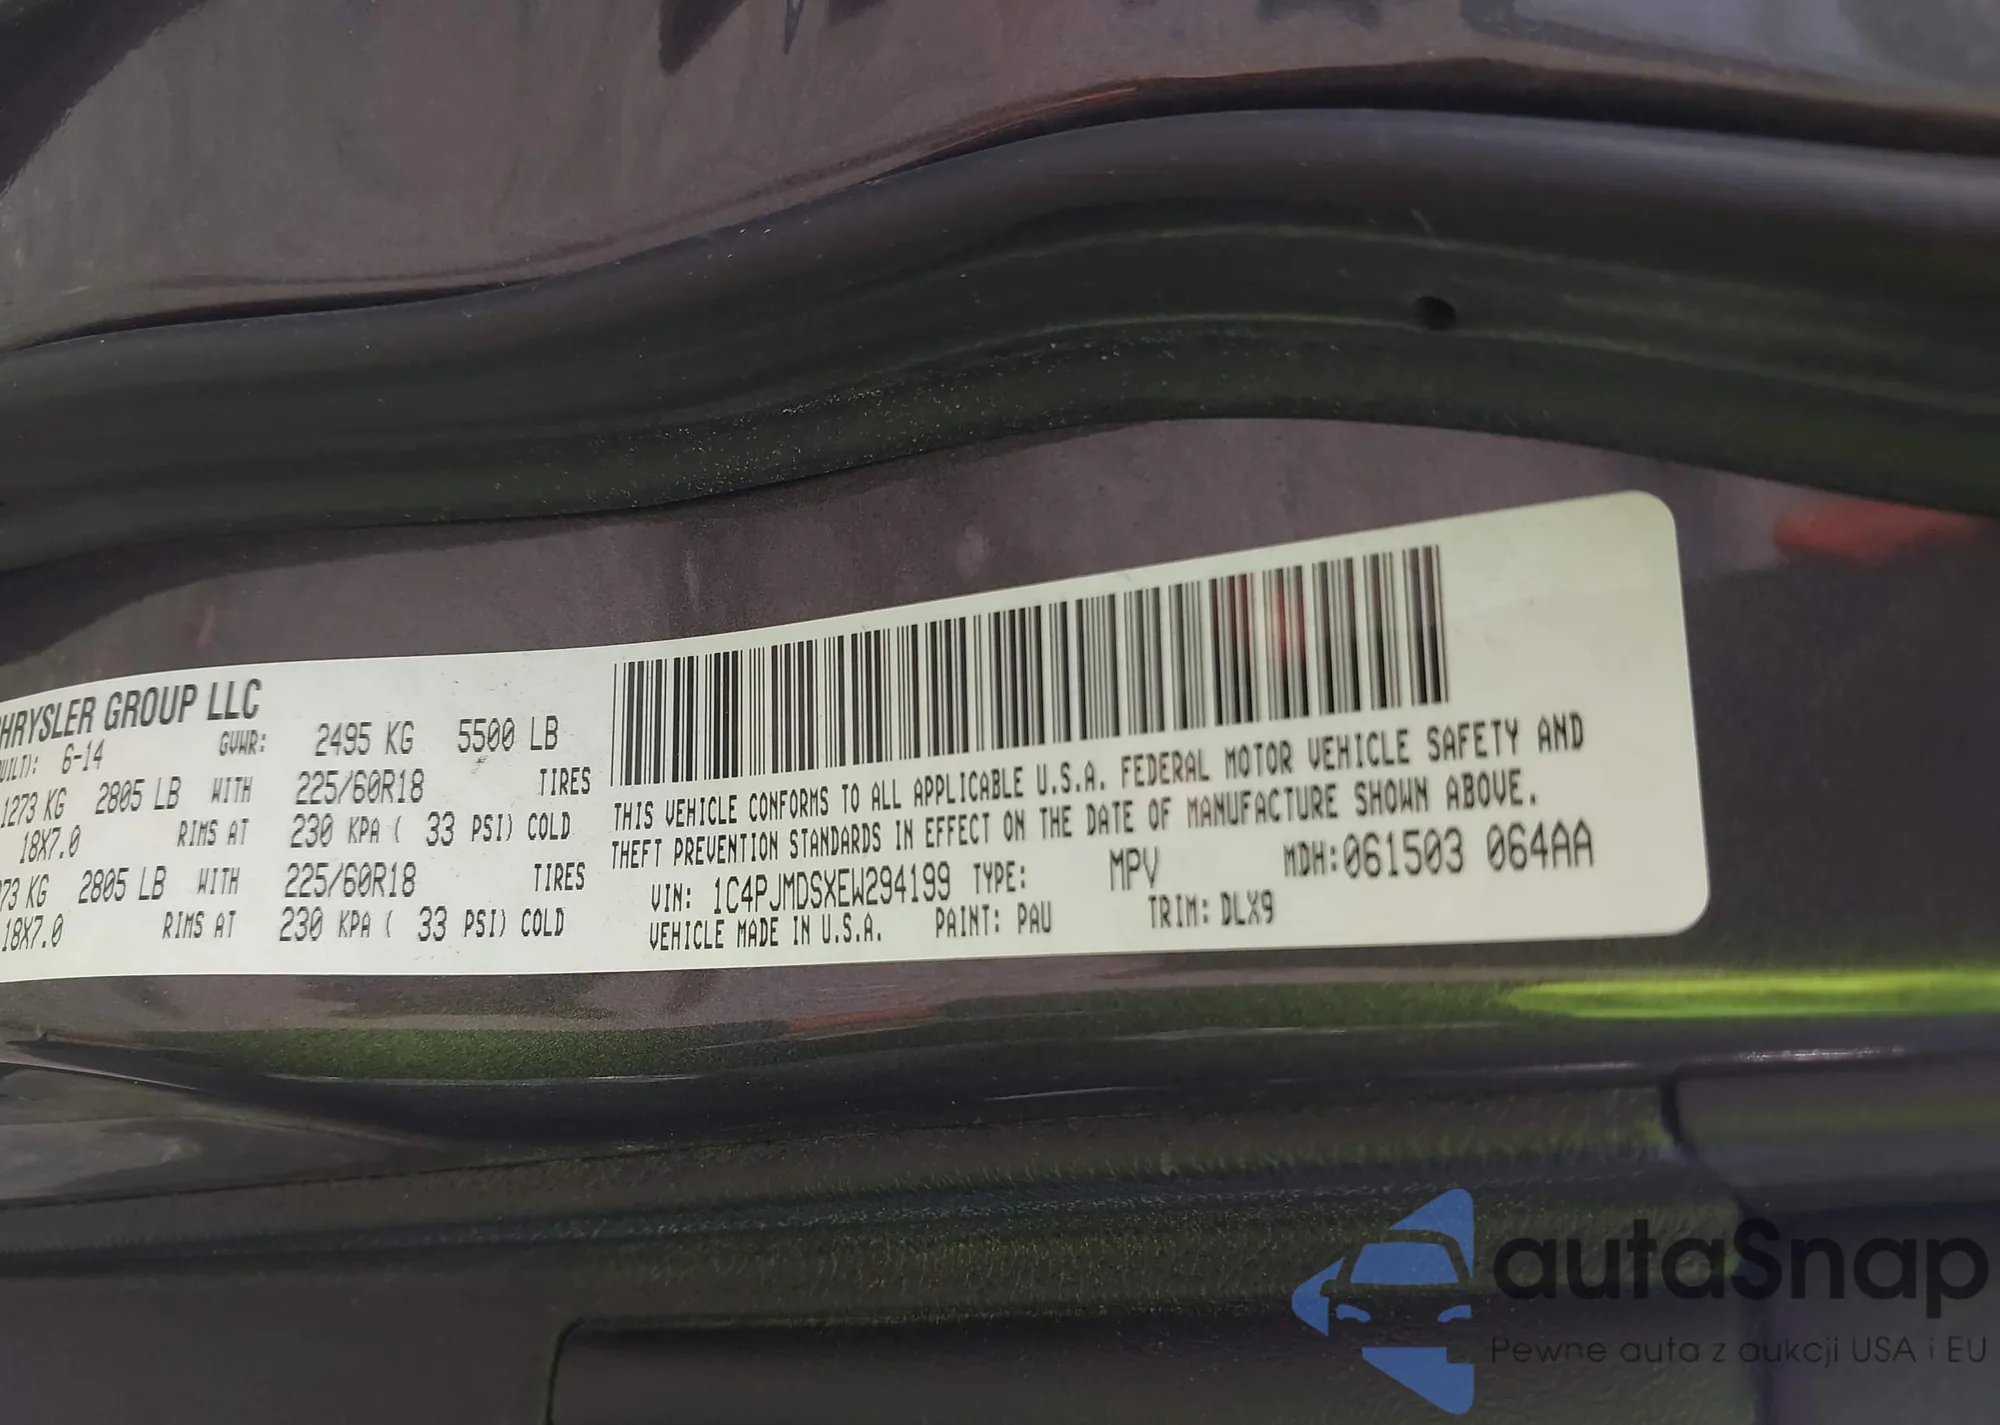 HRYSLER GROUP LLC
UILT): 6-14 GVWR: 2495 KG 5500 LB
1273 KG 2805 LB WITH 225/60R18 TIRES
18X7.0 RIMS AT 230 KPA ( 33 PSI) COLD
73 KG 2805 LB WITH 225/60R18 TIRES
18X7.0 RIMS AT 230 KPA ( 33 PSI) COLD
THIS VEHICLE CONFORMS TO ALL APPLICABLE U.S.A. FEDERAL MOTOR VEHICLE SAFETY AND
THEFT PREVENTION STANDARDS IN EFFECT ON THE DATE OF MANUFACTURE SHOWN ABOVE.
VIN: 1C4PJMDSXEW294199 TYPE: MPV MDH:061503 064AA
VEHICLE MADE IN U.S.A. PAINT: PAU TRIM: DLX9
autaSnap
Pewne auta z aukcji USA i EU